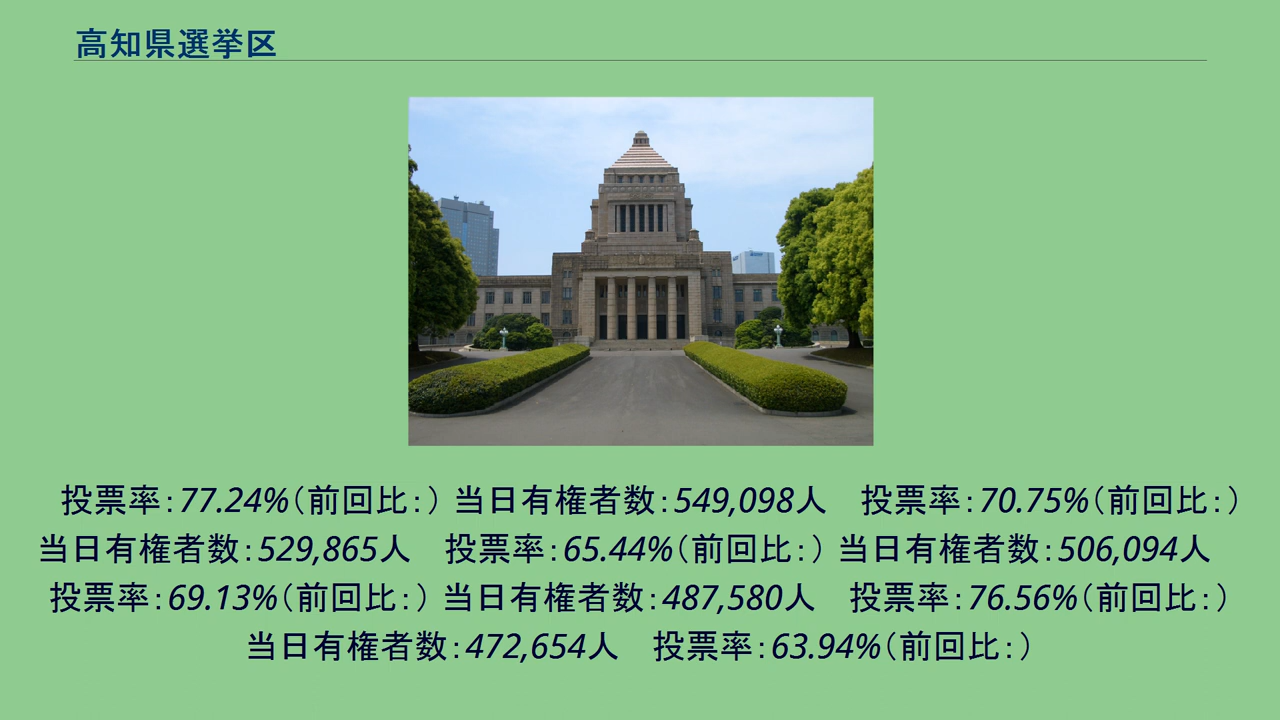 高知県選挙区
投票率：77.24%（前回比：） 当日有権者数：549,098人　投票率：70.75%（前回比：）
当日有権者数：529,865人　投票率：65.44%（前回比：） 当日有権者数：506,094人
投票率：69.13%（前回比：） 当日有権者数：487,580人　投票率：76.56%（前回比：）
当日有権者数：472,654人　投票率：63.94%（前回比：）